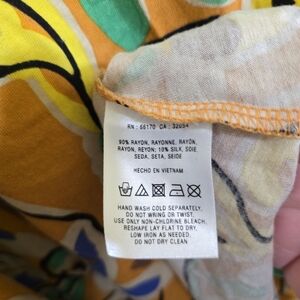 RN : 66170 CA : 32054
90% RAYON, RAYONNE, RAYÓN,
RAYON, REYON; 10% SILK, SOIE,
SEDA, SETA, SEIDE
HECHO EN VIETNAM
HAND WASH COLD SEPARATELY.
DO NOT WRING OR TWIST.
USE ONLY NON-CHLORINE BLEACH.
RESHAPE LAY FLAT TO DRY.
LOW IRON AS NEEDED.
DO NOT DRY CLEAN